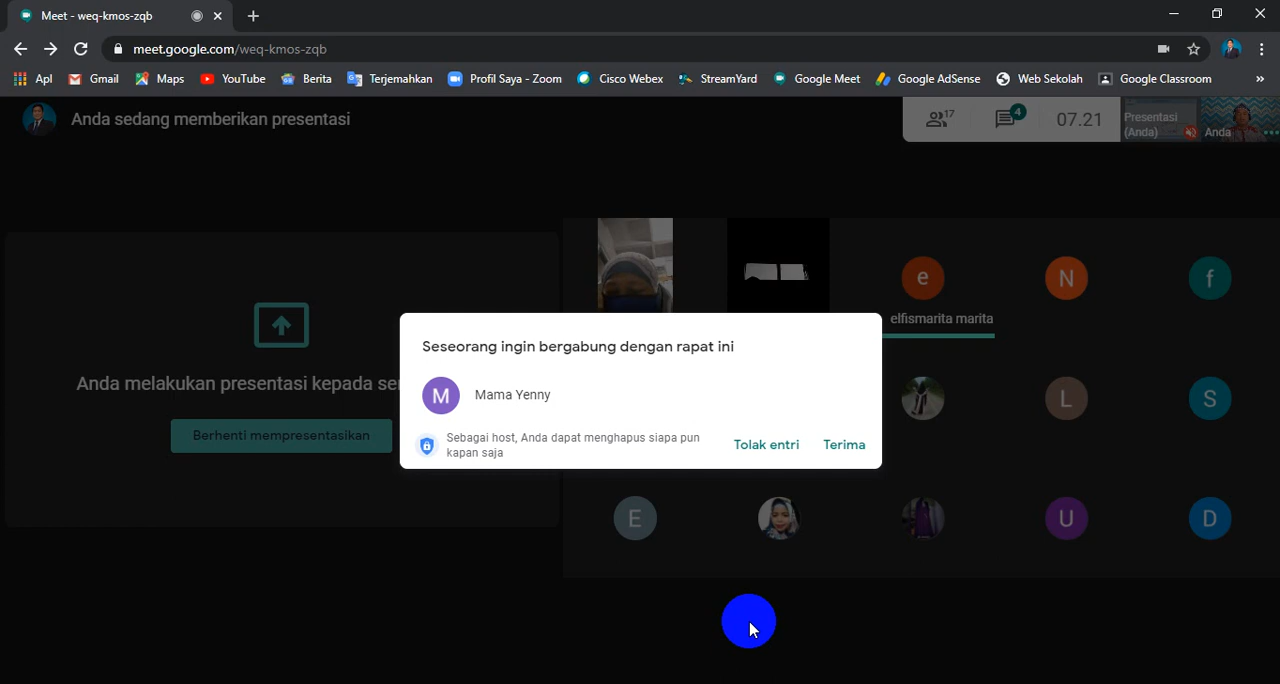 Meet - weq-kmos-zqb
meet.google.com/weq-kmos-zqb
Apl Gmail Maps YouTube Berita Terjemahkan Profil Saya - Zoom Cisco Webex StreamYard Google Meet Google AdSense Web Sekolah Google Classroom »
Anda sedang memberikan presentasi
17 4 07.21
Presentasi
(Anda)
Anda
e N f
elfismarita marita
Anda melakukan presentasi kepada
Berhenti mempresentasikan
Seseorang ingin bergabung dengan rapat ini
M Mama Yenny
Sebagai host, Anda dapat menghapus siapa pun
kapan saja
Tolak entri Terima
L S
E U D